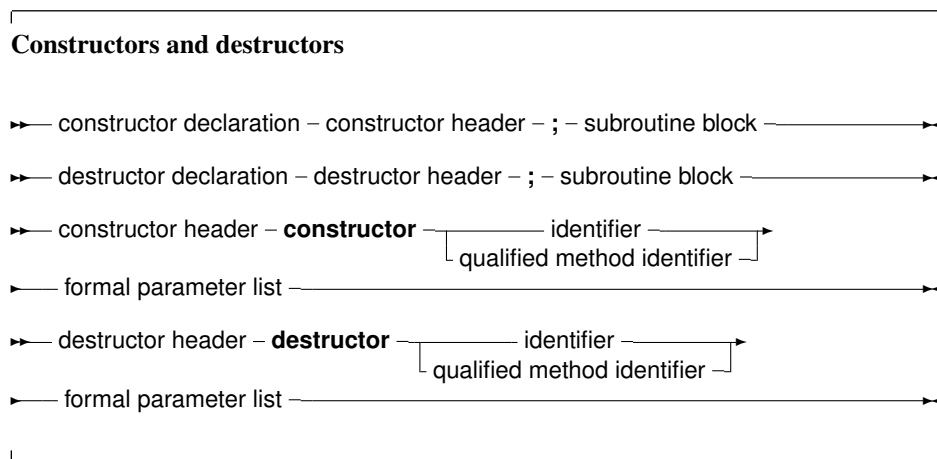 Constructors and destructors
constructor declaration – constructor header – ; – subroutine block
destructor declaration – destructor header – ; – subroutine block
constructor header – constructor identifier
qualified method identifier
formal parameter list
destructor header – destructor identifier
qualified method identifier
formal parameter list